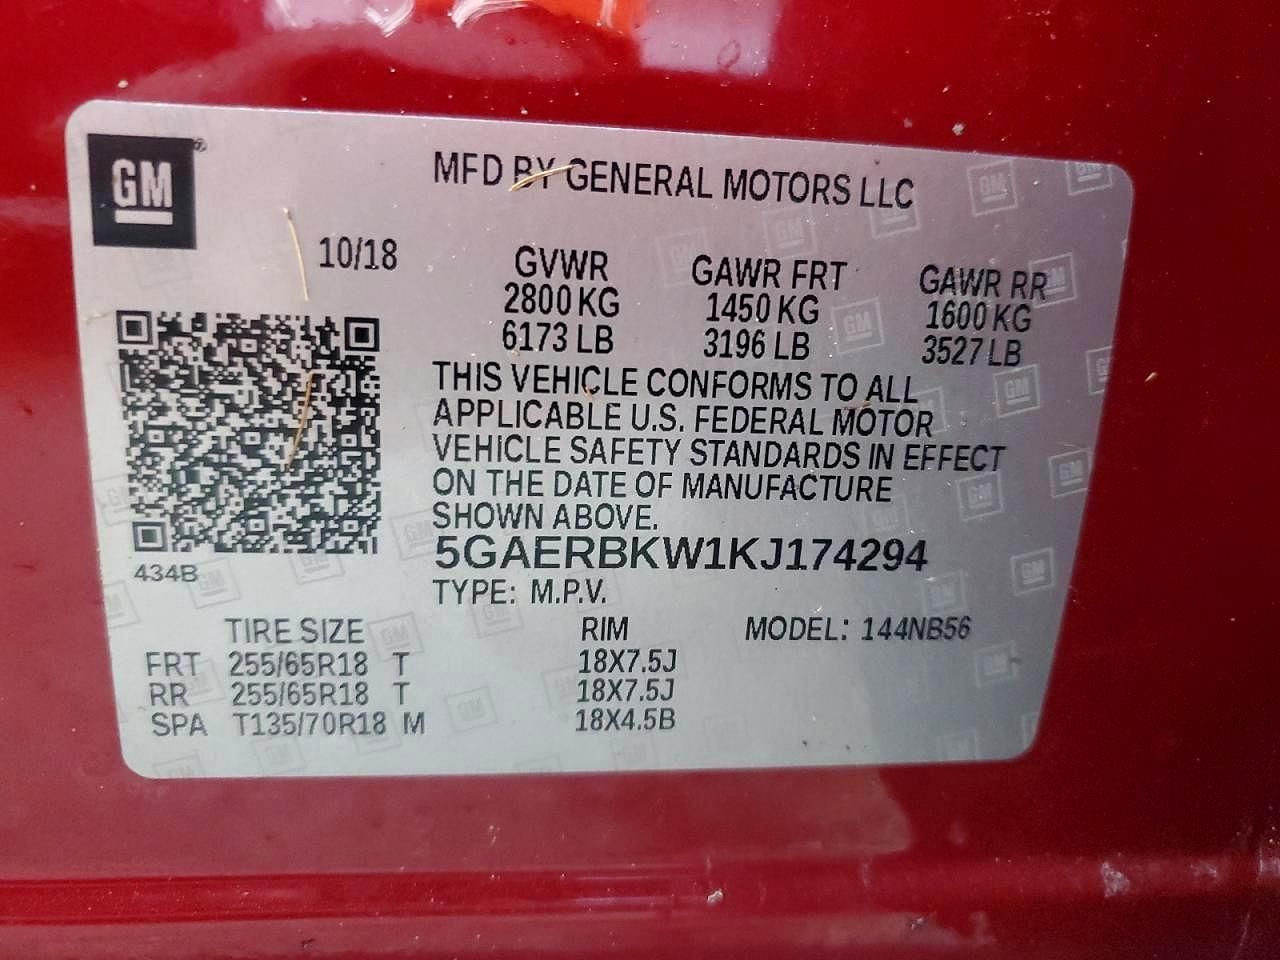 GM
MFD BY GENERAL MOTORS LLC
10/18 GVWR GAWR FRT GAWR RR
2800 KG 1450 KG 1600 KG
6173 LB 3196 LB 3527 LB
THIS VEHICLE CONFORMS TO ALL
APPLICABLE U.S. FEDERAL MOTOR
VEHICLE SAFETY STANDARDS IN EFFECT
ON THE DATE OF MANUFACTURE
SHOWN ABOVE.
5GAERBKW1KJ174294
434B
TYPE: M.P.V.
TIRE SIZE RIM MODEL: 144NB56
FRT 255/65R18 T 18X7.5J
RR 255/65R18 T 18X7.5J
SPA T135/70R18 M 18X4.5B